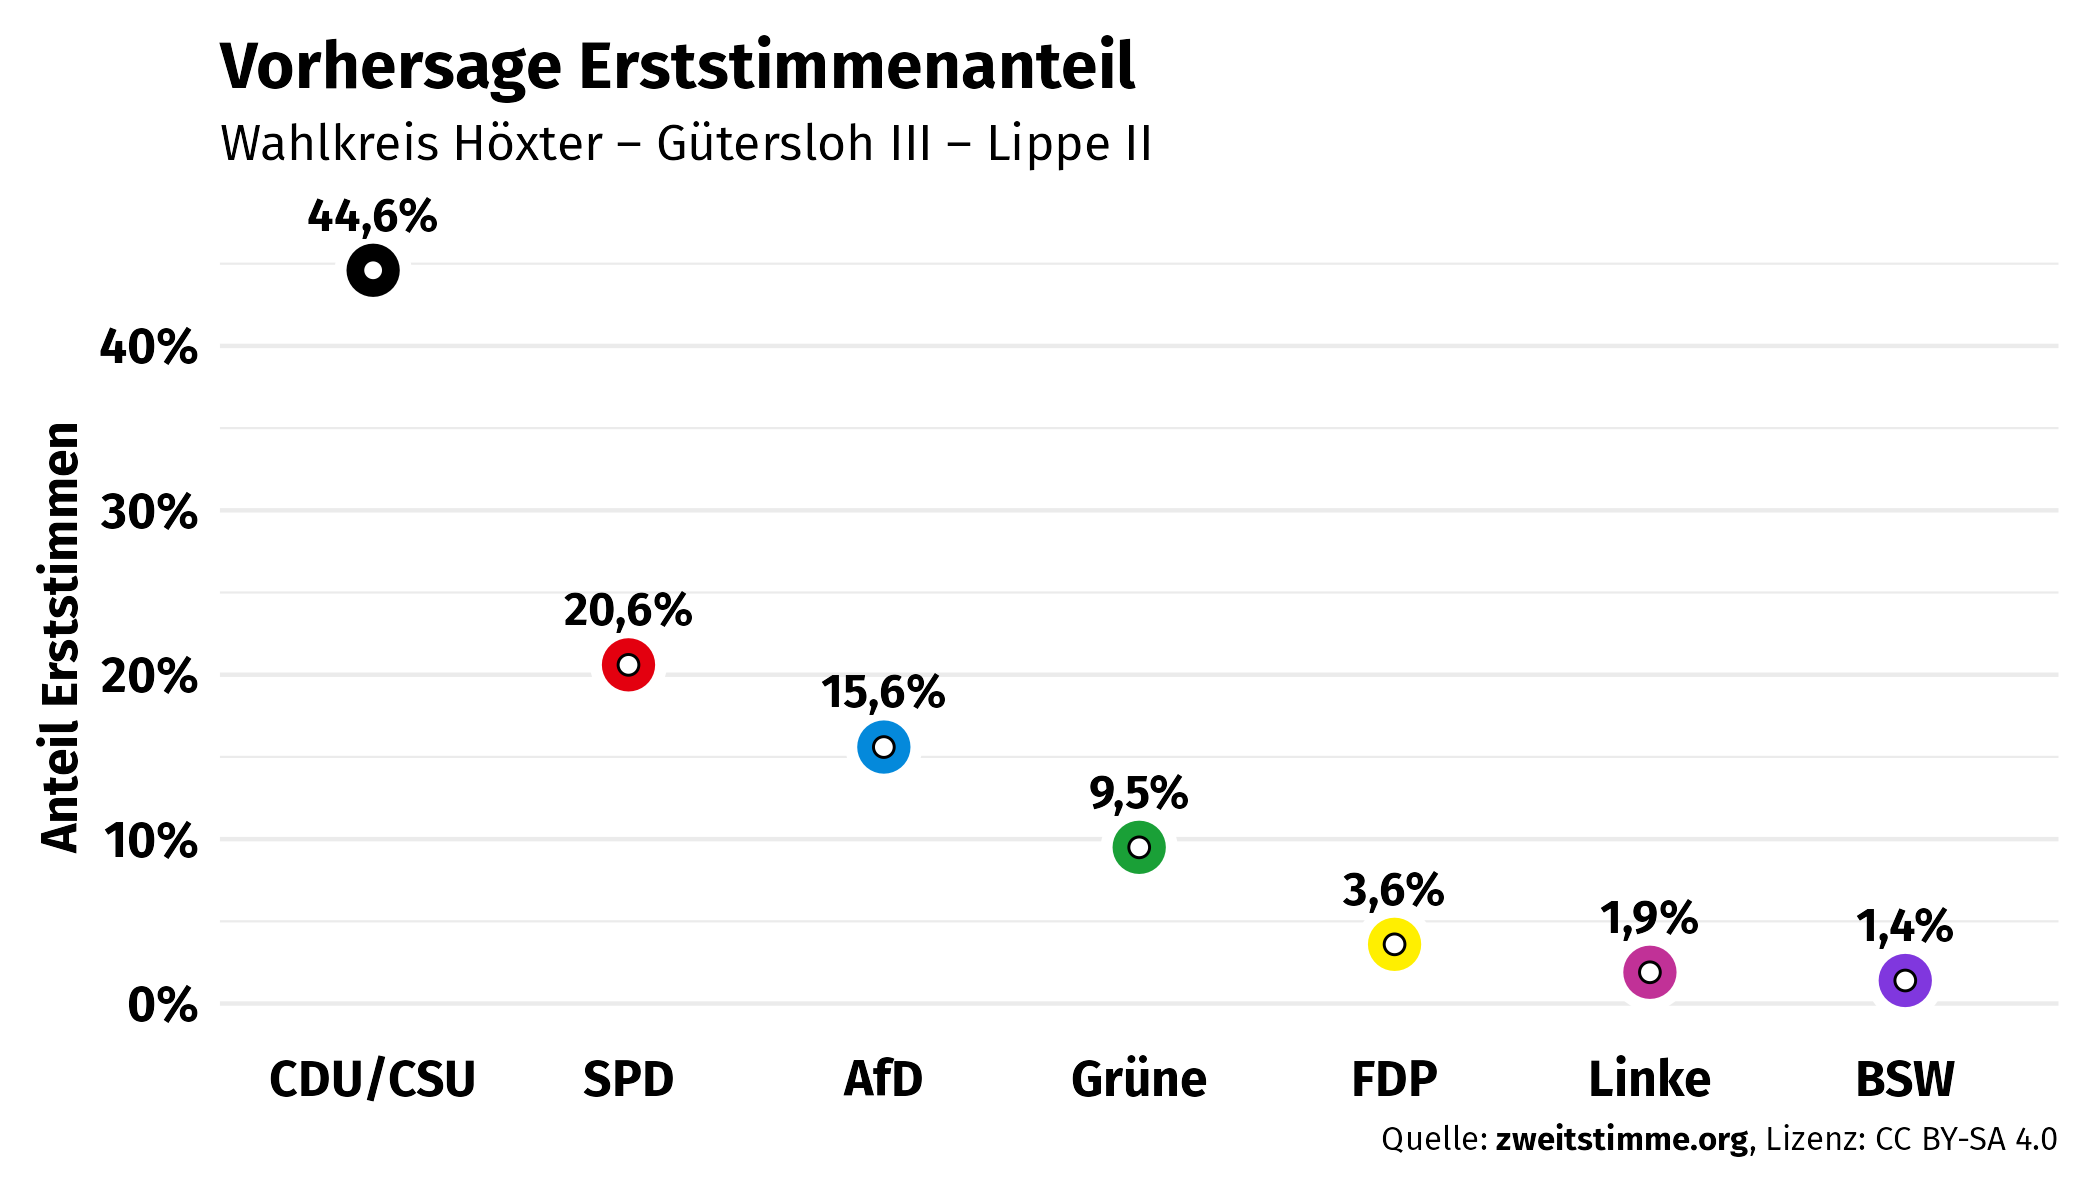 Vorhersage Erststimmenanteil
Wahlkreis Höxter – Gütersloh III – Lippe II
44,6%
40%
30%
20,6%
20%
15,6%
9,5%
10%
3,6%
1,9%
1,4%
0%
Anteil Erststimmen
CDU/CSU SPD AfD Grüne FDP Linke BSW
Quelle: zweitstimme.org, Lizenz: CC BY-SA 4.0